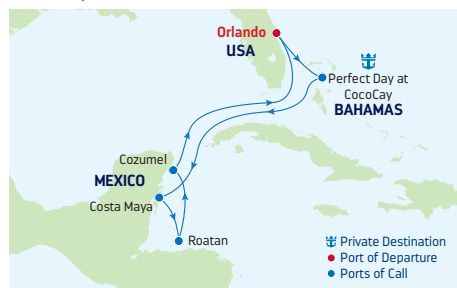 Orlando
USA
Perfect Day at
CocoCay
BAHAMAS
Cozumel
MEXICO
Costa Maya
Roatan
Private Destination
Port of Departure
Ports of Call